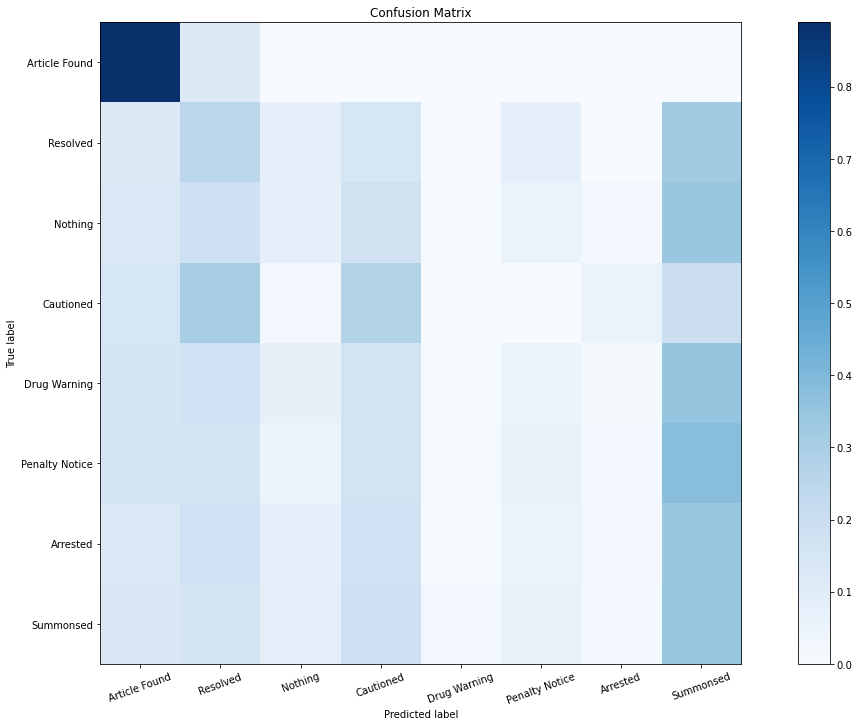 Confusion Matrix
Article Found
Resolved
Nothing
Cautioned
Drug Warning
Penalty Notice
Arrested
Summonsed
True label
Article Found
Resolved
Nothing
Cautioned
Drug Warning
Penalty Notice
Arrested
Summonsed
Predicted label
0.8
0.7
0.6
0.5
0.4
0.3
0.2
0.1
0.0